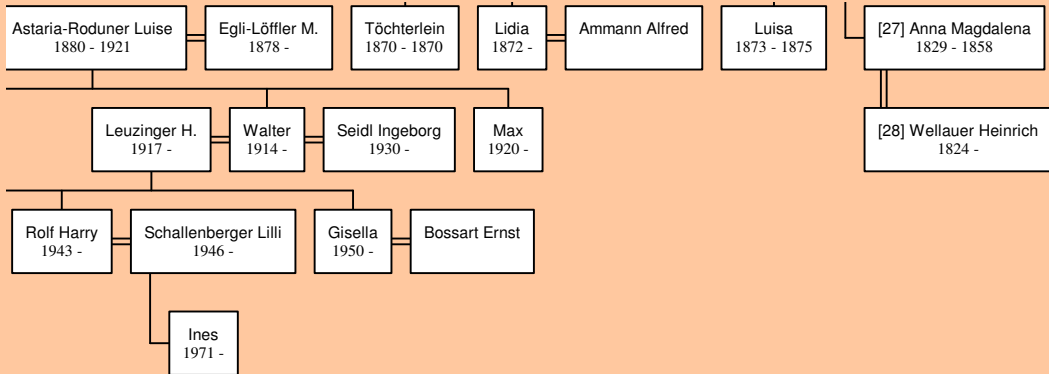 Astaria-Roduner Luise
1880 - 1921
Egli-Löffler M.
1878 -
Töchterlein
1870 - 1870
Lidia
1872 -
Ammann Alfred
Luisa
1873 - 1875
[27] Anna Magdalena
1829 - 1858
Leuzinger H.
1917 -
Walter
1914 -
Seidl Ingeborg
1930 -
Max
1920 -
[28] Wellauer Heinrich
1824 -
Rolf Harry
1943 -
Schallenberger Lilli
1946 -
Gisella
1950 -
Bossart Ernst
Ines
1971 -